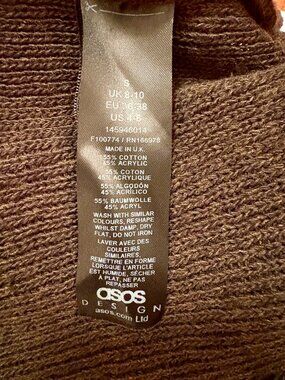 S
UK 8-10
EU 36/38
US 4-6
145946014
F100774 / RN166978
MADE IN U.K.
55% COTTON
45% ACRYLIC
55% COTON
45% ACRYLIQUE
55% ALGODÓN
45% ACRÍLICO
55% BAUMWOLLE
45% ACRYL
WASH WITH SIMILAR
COLOURS, RESHAPE
WHILST DAMP, DRY
FLAT, DO NOT IRON
LAVER AVEC DES
COULEURS
SIMILAIRES,
REMETTRE EN FORME
LORSQUE L'ARTICLE
EST HUMIDE, SÉCHER
À PLAT, NE PAS
REPASSER
asos
DESIGN
asos.com Ltd